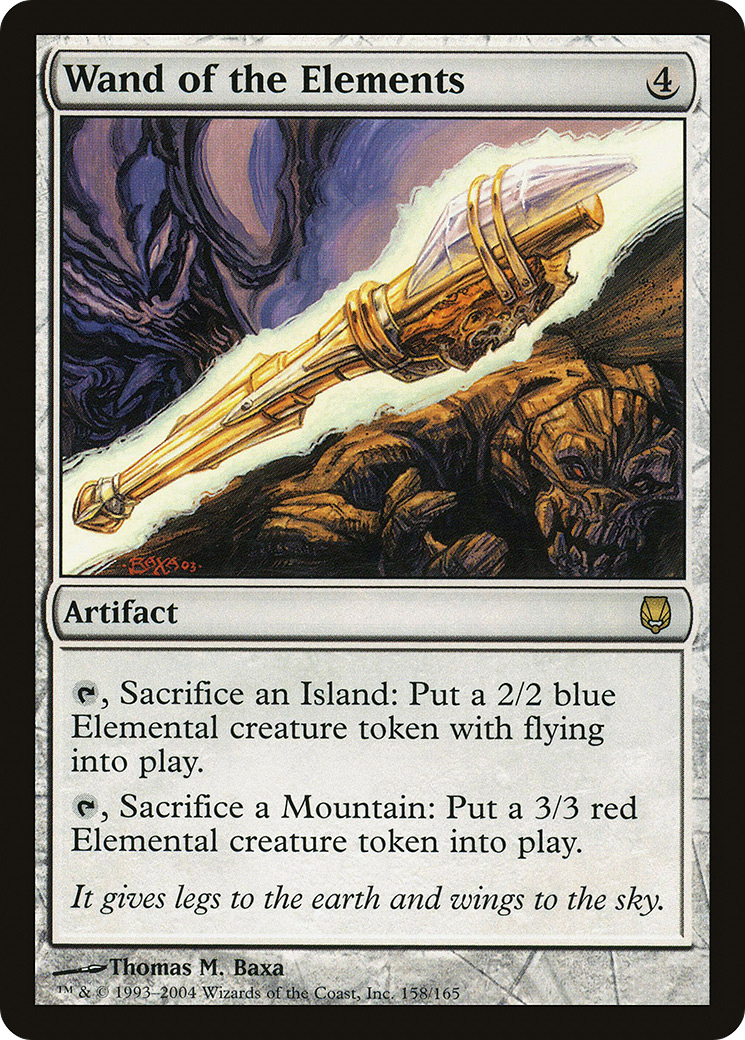 Wand of the Elements 4
BAXA 03
Artifact
, Sacrifice an Island: Put a 2/2 blue
Elemental creature token with flying
into play.
, Sacrifice a Mountain: Put a 3/3 red
Elemental creature token into play.
It gives legs to the earth and wings to the sky.
Thomas M. Baxa
™ & © 1993–2004 Wizards of the Coast, Inc. 158/165